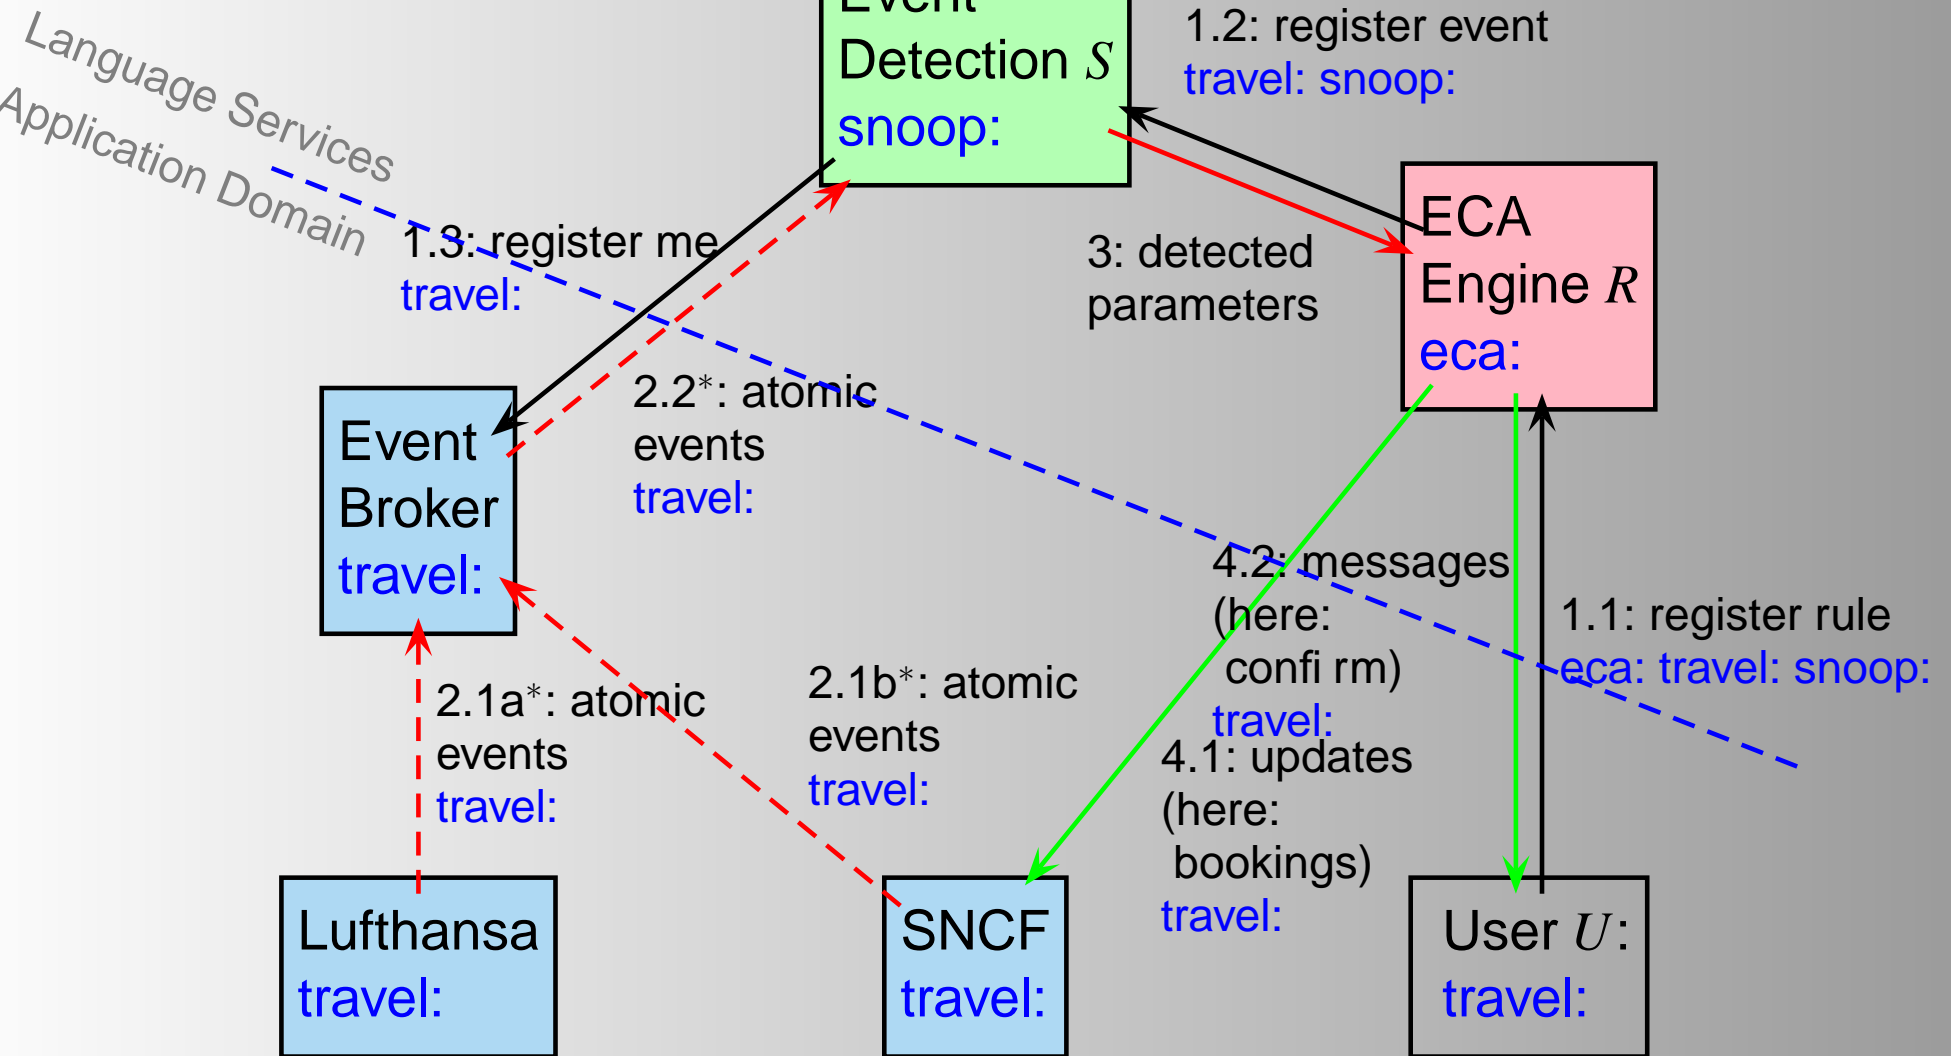 Language Services
Application Domain
Event
Detection S
snoop:
1.2: register event
travel: snoop:
ECA
Engine R
eca:
1.3: register me
travel:
3: detected
parameters
2.2*: atomic
events
travel:
Event
Broker
travel:
4.2: messages
(here:
confi rm)
travel:
1.1: register rule
eca: travel: snoop:
2.1a*: atomic
events
travel:
2.1b*: atomic
events
travel:
4.1: updates
(here:
bookings)
travel:
Lufthansa
travel:
SNCF
travel:
User U:
travel: